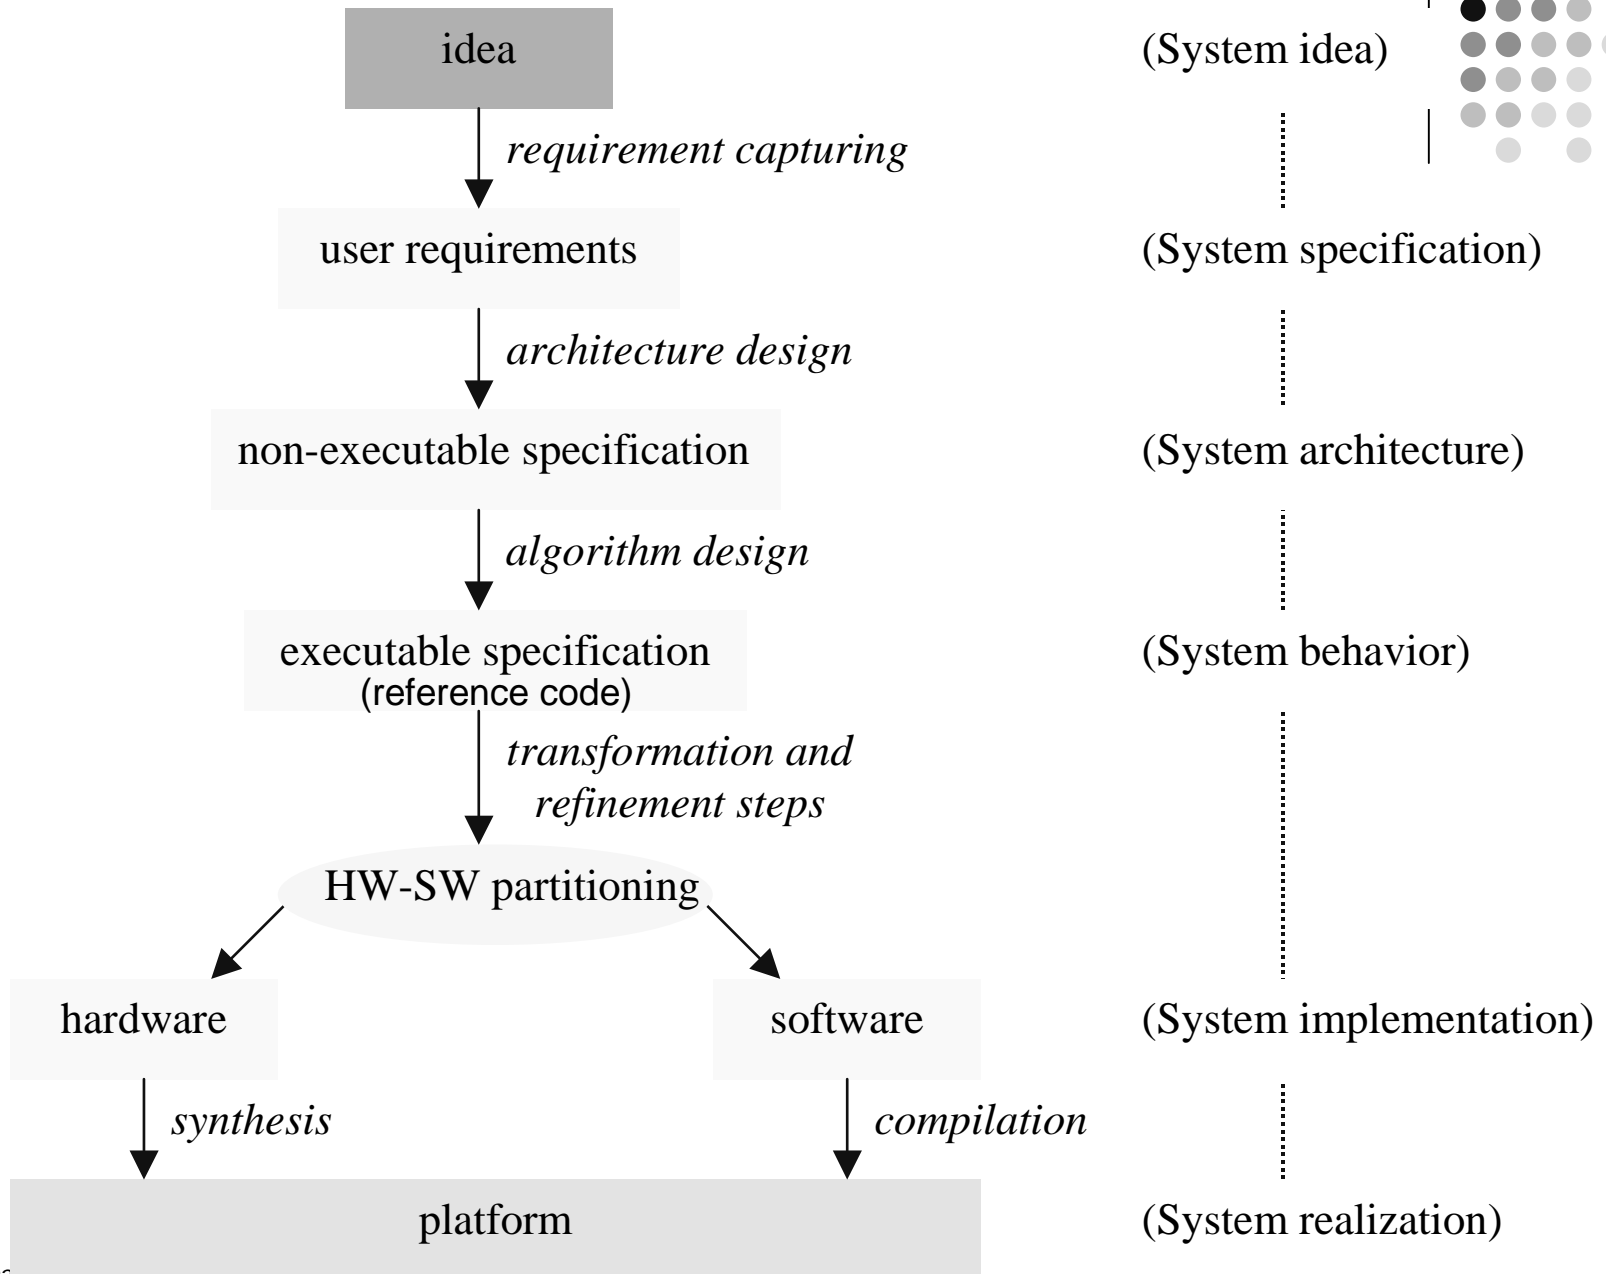 idea
(System idea)
requirement capturing
user requirements
(System specification)
architecture design
non-executable specification
(System architecture)
algorithm design
executable specification
(reference code)
(System behavior)
transformation and
refinement steps
HW-SW partitioning
hardware
software
(System implementation)
synthesis
compilation
platform
(System realization)